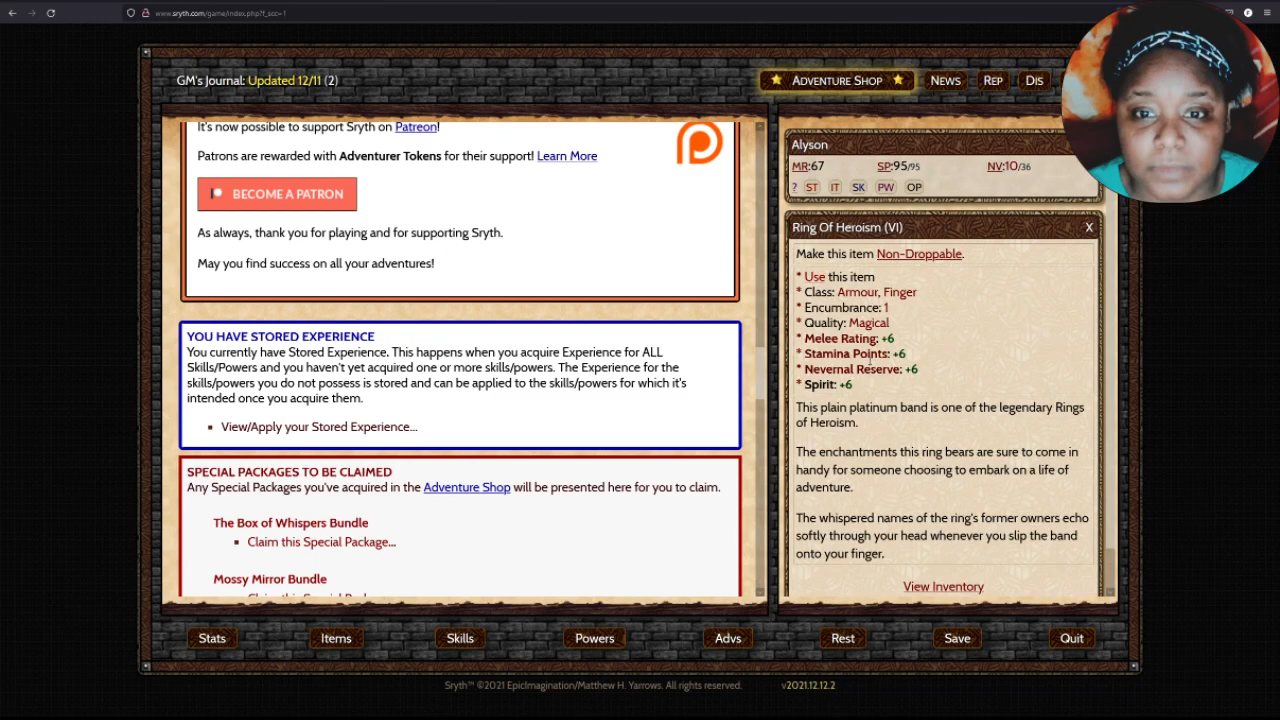 www.sryth.com/game/index.php?f_scc=1
GM's Journal: Updated 12/11 (2)
ADVENTURE SHOP
NEWS
REP
DIS
It's now possible to support Sryth on Patreon!
Patrons are rewarded with Adventurer Tokens for their support! Learn More
BECOME A PATRON
As always, thank you for playing and for supporting Sryth.
May you find success on all your adventures!
YOU HAVE STORED EXPERIENCE
You currently have Stored Experience. This happens when you acquire Experience for ALL
Skills/Powers and you haven't yet acquired one or more skills/powers. The Experience for the
skills/powers you do not possess is stored and can be applied to the skills/powers for which it's
intended once you acquire them.
View/Apply your Stored Experience...
SPECIAL PACKAGES TO BE CLAIMED
Any Special Packages you've acquired in the Adventure Shop will be presented here for you to claim.
The Box of Whispers Bundle
Claim this Special Package...
Mossy Mirror Bundle
Alyson
MR:67 SP:95/95 NV:10/36
? ST IT SK PW OP
Ring Of Heroism (VI) X
Make this item Non-Droppable.
* Use this item
* Class: Armour, Finger
* Encumbrance: 1
* Quality: Magical
* Melee Rating: +6
* Stamina Points: +6
* Nevernal Reserve: +6
* Spirit: +6
This plain platinum band is one of the legendary Rings
of Heroism.
The enchantments this ring bears are sure to come in
handy for someone choosing to embark on a life of
adventure.
The whispered names of the ring's former owners echo
softly through your head whenever you slip the band
onto your finger.
View Inventory
Stats
Items
Skills
Powers
Advs
Rest
Save
Quit
Sryth™ ©2021 EpicImagination/Matthew H. Yarrows. All rights reserved. v2021.12.12.2